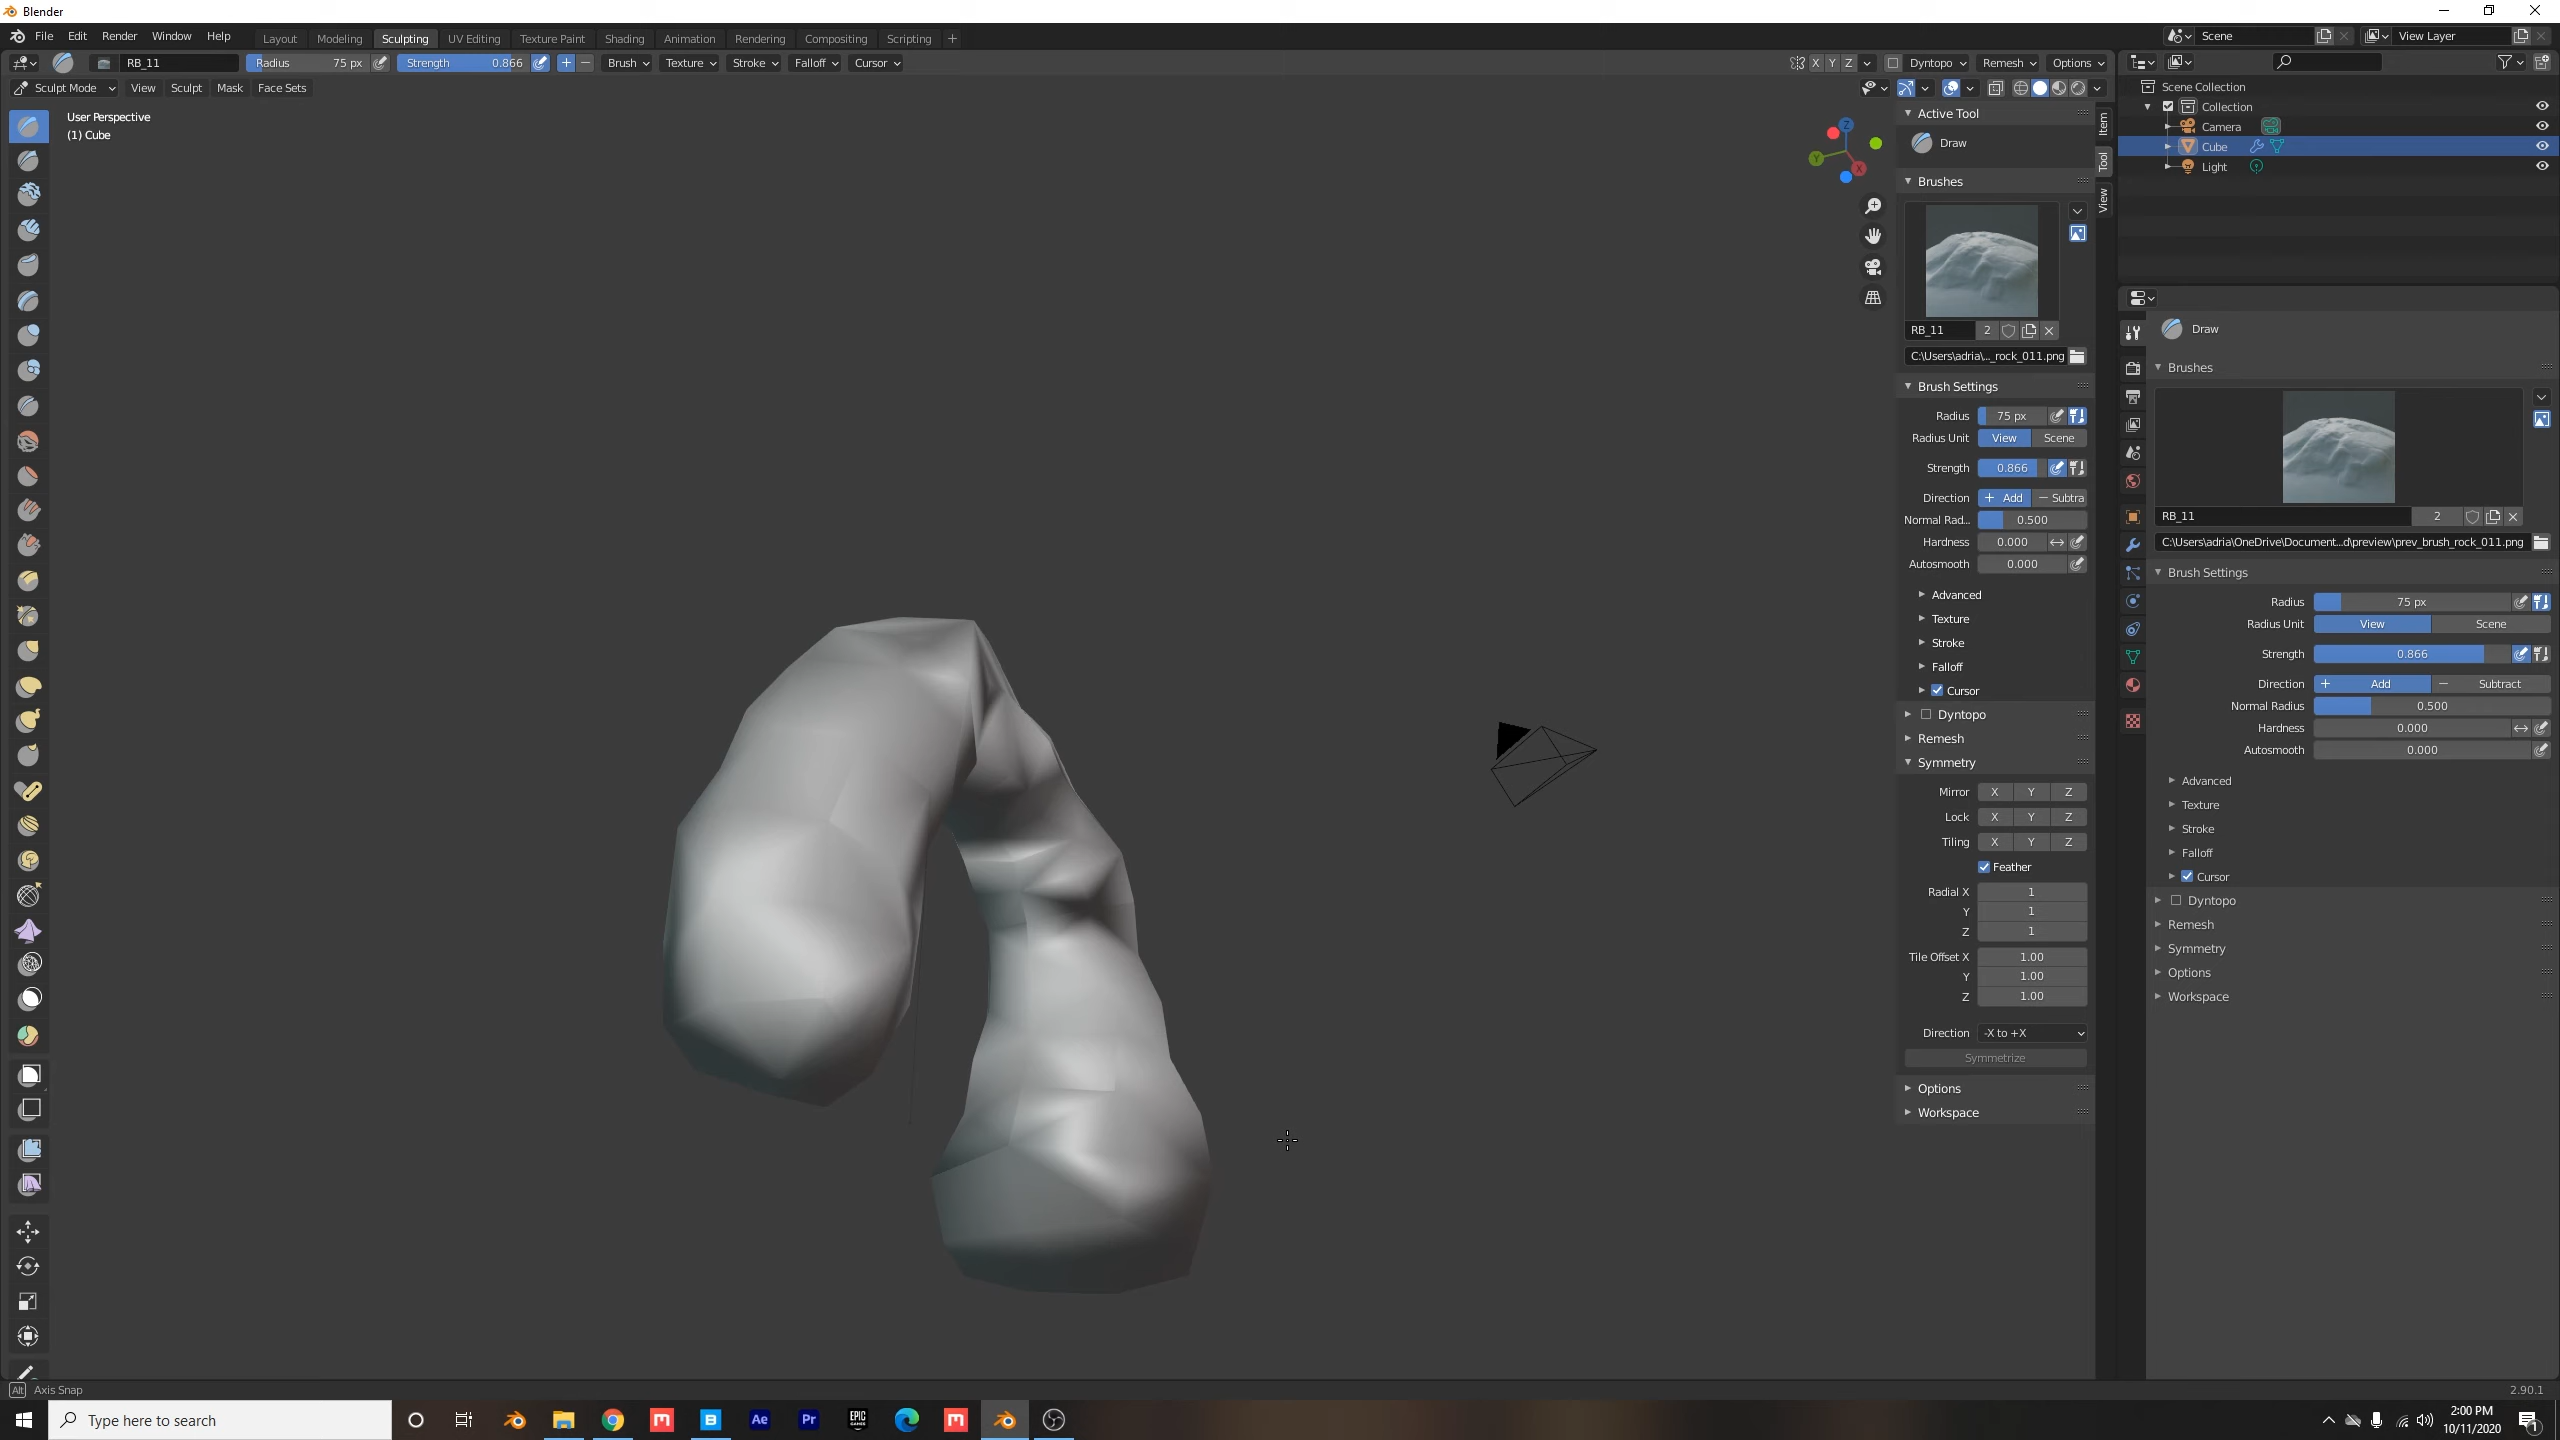 Blender
File Edit Render Window Help Layout Modeling Sculpting UV Editing Texture Paint Shading Animation Rendering Compositing Scripting + Scene View Layer
RB_11 Radius 75 px Strength 0.866 + − Brush Texture Stroke Falloff Cursor X Y Z Dyntopo Remesh Options
Sculpt Mode View Sculpt Mask Face Sets
User Perspective
(1) Cube
Z
Y
X
Item
Tool
View
Active Tool
Draw
Brushes
RB_11 2
C:\Users\adria\.._rock_011.png
Brush Settings
Radius 75 px
Radius Unit View Scene
Strength 0.866
Direction + Add − Subtra
Normal Rad... 0.500
Hardness 0.000
Autosmooth 0.000
Advanced
Texture
Stroke
Falloff
Cursor
Dyntopo
Remesh
Symmetry
Mirror X Y Z
Lock X Y Z
Tiling X Y Z
Feather
Radial X 1
Y 1
Z 1
Tile Offset X 1.00
Y 1.00
Z 1.00
Direction -X to +X
Symmetrize
Options
Workspace
Scene Collection
Collection
Camera
Cube
Light
Draw
Brushes
RB_11 2
C:\Users\adria\OneDrive\Document...d\preview\prev_brush_rock_011.png
Brush Settings
Radius 75 px
Radius Unit View Scene
Strength 0.866
Direction + Add − Subtract
Normal Radius 0.500
Hardness 0.000
Autosmooth 0.000
Advanced
Texture
Stroke
Falloff
Cursor
Dyntopo
Remesh
Symmetry
Options
Workspace
Alt Axis Snap
2.90.1
Type here to search
M B Ae Pr EPIC GAMES M
2:00 PM
10/11/2020
1